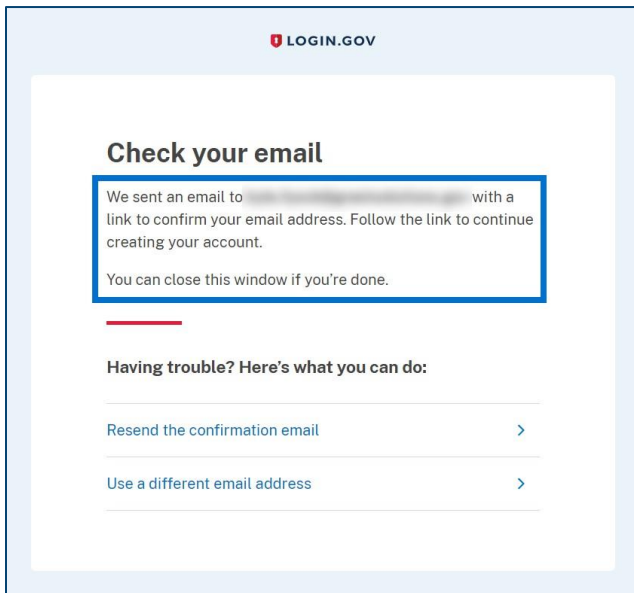 LOGIN.GOV
Check your email
We sent an email to with a
link to confirm your email address. Follow the link to continue
creating your account.
You can close this window if you’re done.
Having trouble? Here’s what you can do:
Resend the confirmation email
Use a different email address